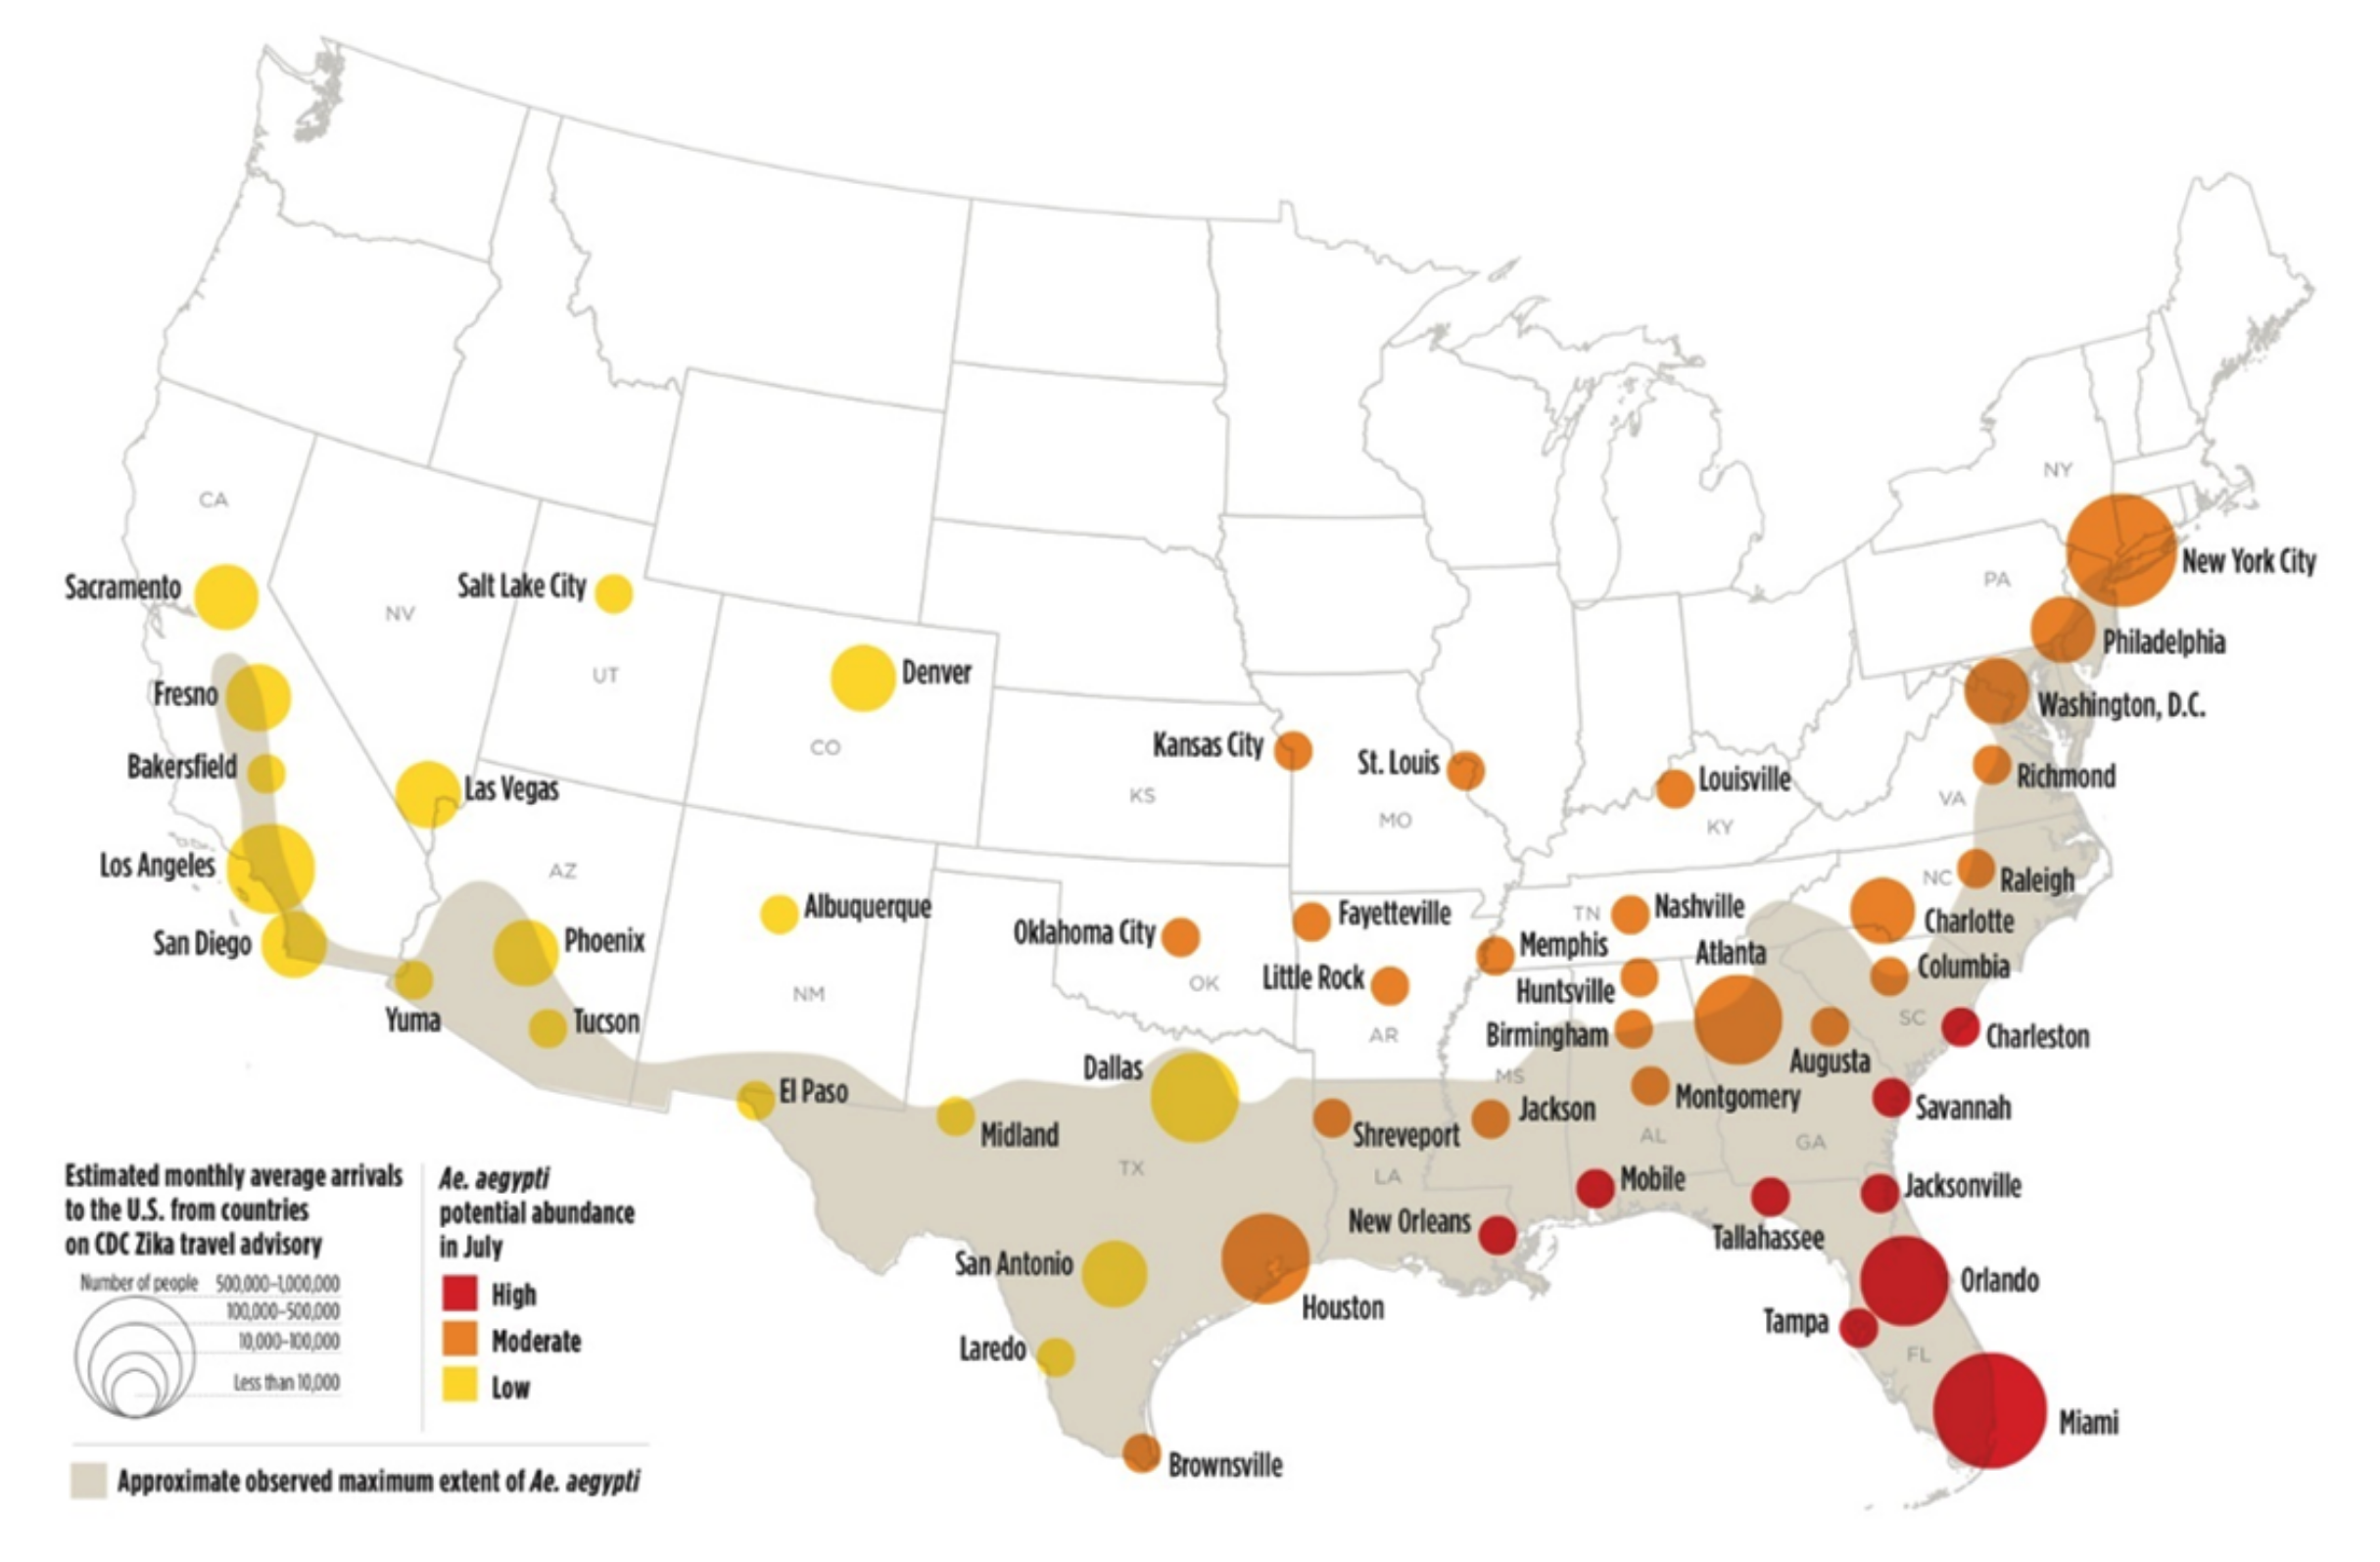 NY
CA
New York City
Sacramento
Salt Lake City
PA
NV
Philadelphia
UT
Denver
Fresno
Washington, D.C.
CO
Kansas City
St. Louis
Bakersfield
Las Vegas
Louisville
Richmond
KS
VA
MO
KY
Los Angeles
AZ
NC
Raleigh
Albuquerque
Fayetteville
TN
Nashville
Charlotte
Oklahoma City
San Diego
Phoenix
Memphis
Atlanta
Columbia
Little Rock
OK
Huntsville
NM
Yuma
Tucson
AR
Birmingham
SC
Charleston
Augusta
Dallas
MS
El Paso
Montgomery
Jackson
Savannah
Midland
Shreveport
AL
GA
TX
LA
Mobile
Jacksonville
New Orleans
Tallahassee
San Antonio
Orlando
Houston
Tampa
Laredo
FL
Miami
Brownsville
Estimated monthly average arrivals
to the U.S. from countries
on CDC Zika travel advisory
Number of people 500,000–1,000,000
100,000–500,000
10,000–100,000
Less than 10,000
Ae. aegypti
potential abundance
in July
High
Moderate
Low
Approximate observed maximum extent of Ae. aegypti